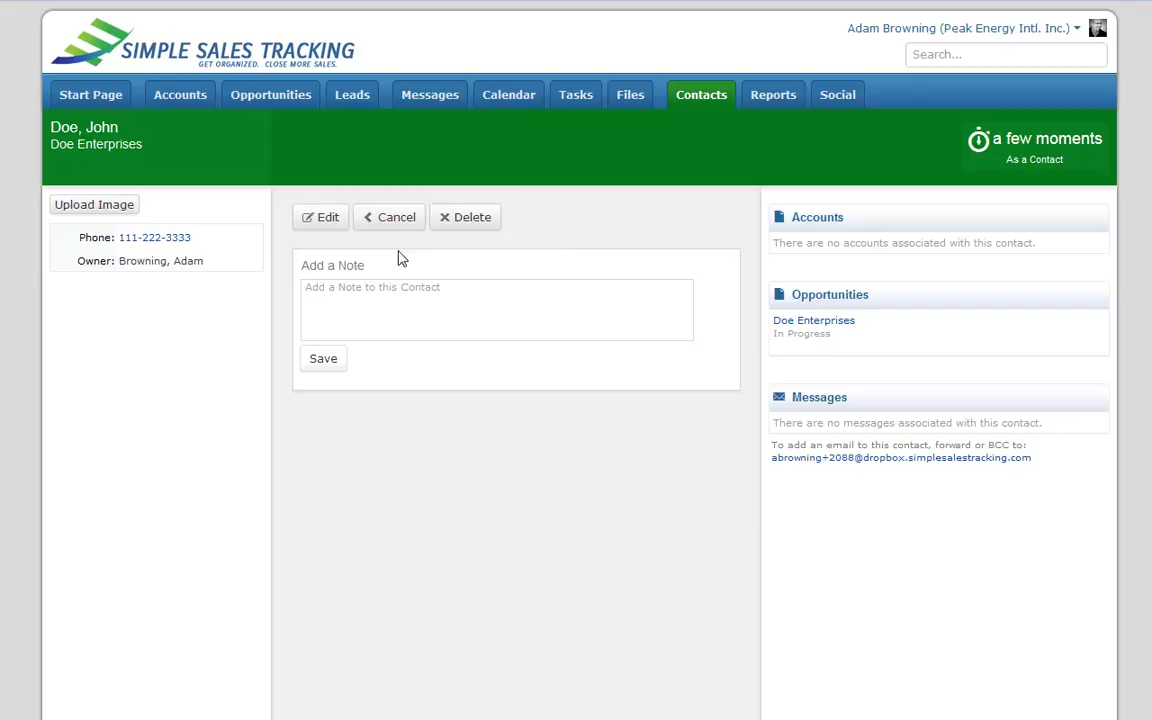 SIMPLE SALES TRACKING
GET ORGANIZED. CLOSE MORE SALES.
Adam Browning (Peak Energy Intl. Inc.)
Search...
Start Page Accounts Opportunities Leads Messages Calendar Tasks Files Contacts Reports Social
Doe, John
Doe Enterprises
a few moments
As a Contact
Upload Image
Phone: 111-222-3333
Owner: Browning, Adam
Edit Cancel Delete
Add a Note
Add a Note to this Contact
Save
Accounts
There are no accounts associated with this contact.
Opportunities
Doe Enterprises
In Progress
Messages
There are no messages associated with this contact.
To add an email to this contact, forward or BCC to:
abrowning+2088@dropbox.simplesalestracking.com